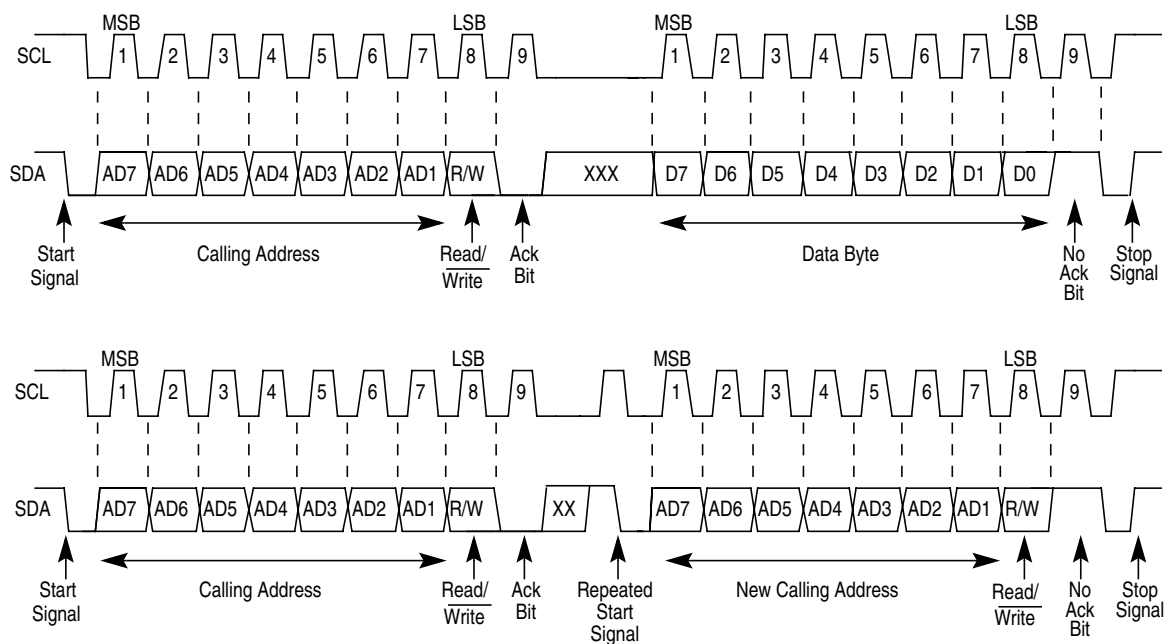 MSB LSB MSB LSB
SCL 1 2 3 4 5 6 7 8 9 1 2 3 4 5 6 7 8 9
SDA AD7 AD6 AD5 AD4 AD3 AD2 AD1 R/W XXX D7 D6 D5 D4 D3 D2 D1 D0
Start
Signal
Calling Address
Read/
Write
Ack
Bit
Data Byte
No
Ack
Bit
Stop
Signal
MSB LSB MSB LSB
SCL 1 2 3 4 5 6 7 8 9 1 2 3 4 5 6 7 8 9
SDA AD7 AD6 AD5 AD4 AD3 AD2 AD1 R/W XX AD7 AD6 AD5 AD4 AD3 AD2 AD1 R/W
Start
Signal
Calling Address
Read/
Write
Ack
Bit
Repeated
Start
Signal
New Calling Address
Read/
Write
No
Ack
Bit
Stop
Signal